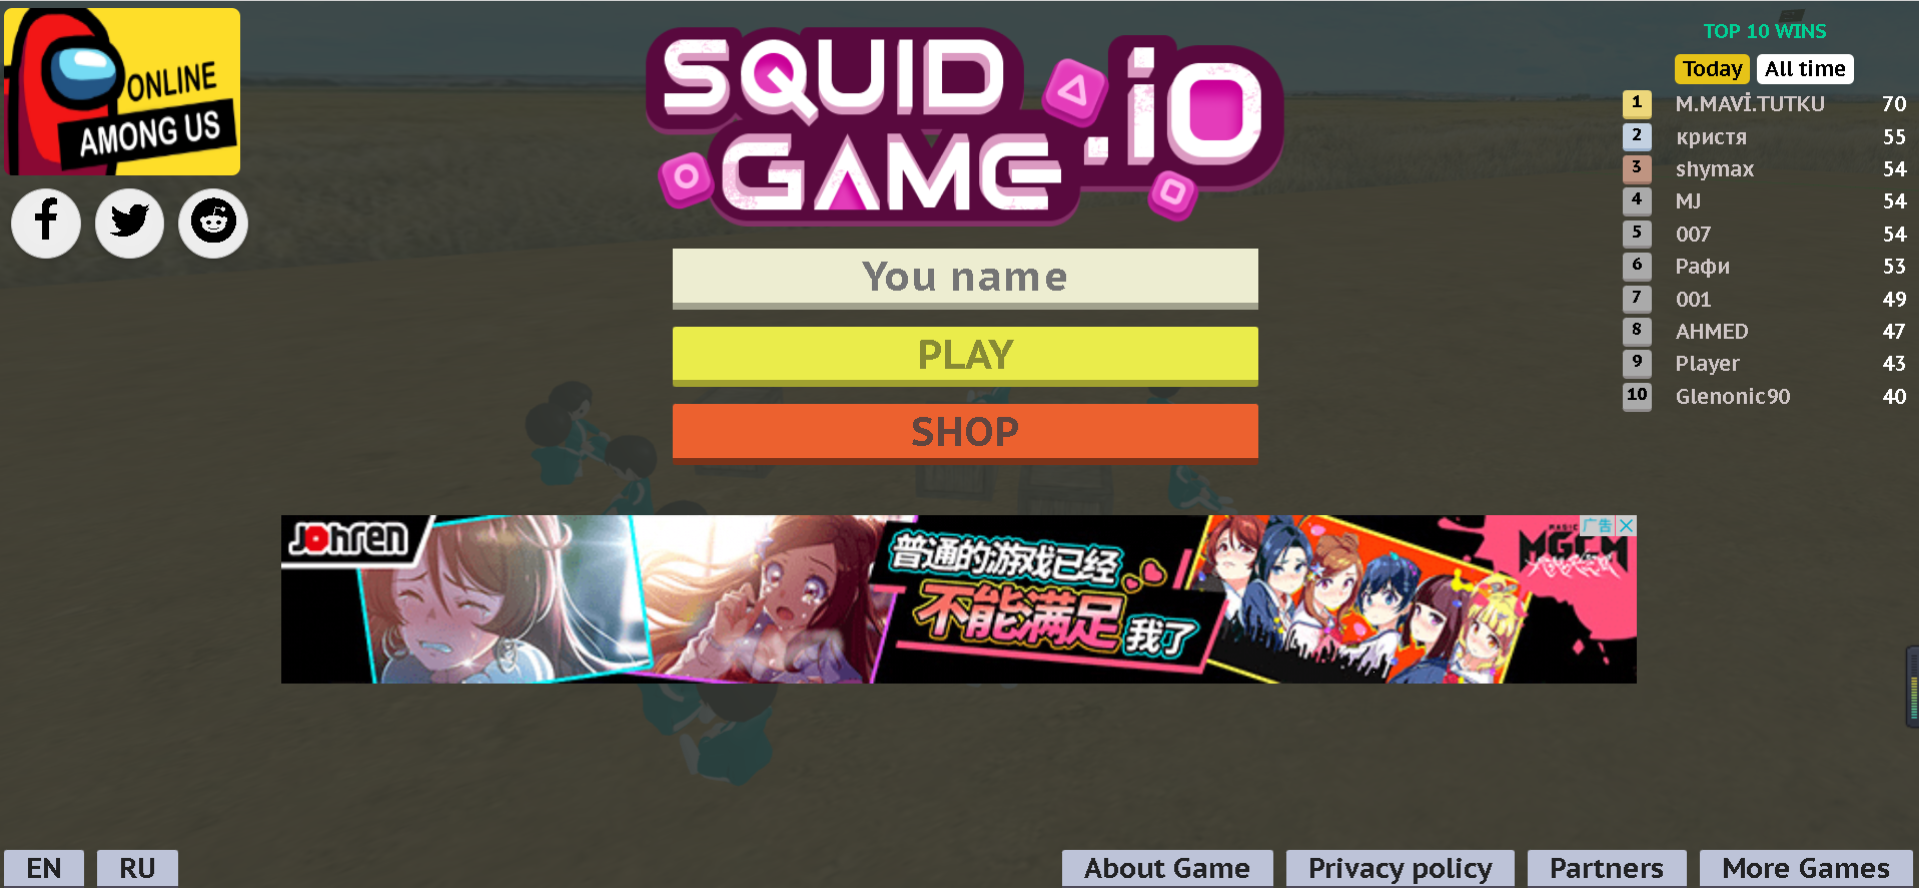 ONLINE
AMONG US
SQUID
GAME
.io
You name
PLAY
SHOP
TOP 10 WINS
Today All time
1 M.MAVİ.TUTKU 70
2 кристя 55
3 shymax 54
4 MJ 54
5 007 54
6 Рафи 53
7 001 49
8 AHMED 47
9 Player 43
10 Glenonic90 40
Johren
普通的游戏已经
不能满足我了
广告
MAGIC
MGCM
EN RU
About Game Privacy policy Partners More Games